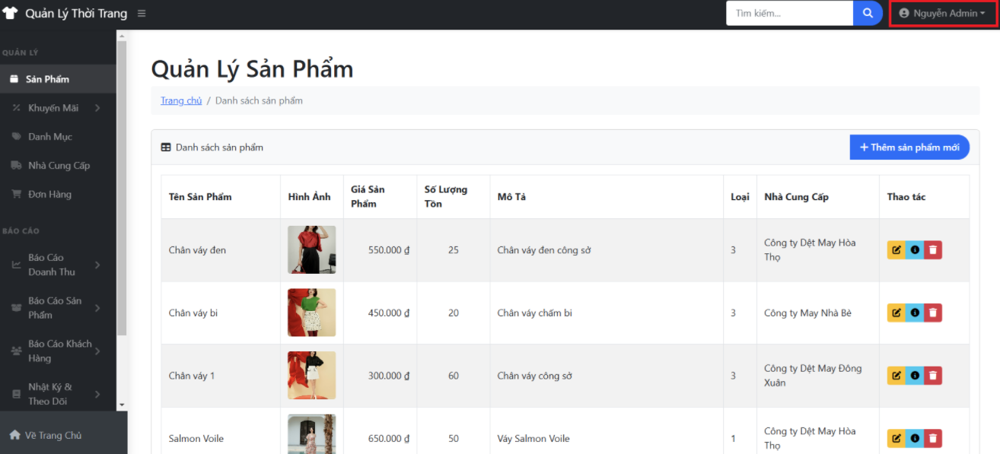 Quản Lý Thời Trang
Tìm kiếm...
Nguyễn Admin
QUẢN LÝ
Sản Phẩm
Khuyến Mãi
Danh Mục
Nhà Cung Cấp
Đơn Hàng
BÁO CÁO
Báo Cáo
Doanh Thu
Báo Cáo Sản
Phẩm
Báo Cáo Khách
Hàng
Nhật Ký &
Theo Dõi
Về Trang Chủ
Quản Lý Sản Phẩm
Trang chủ / Danh sách sản phẩm
Danh sách sản phẩm
+ Thêm sản phẩm mới
Tên Sản Phẩm
Hình Ảnh
Giá Sản
Phẩm
Số Lượng
Tồn
Mô Tả
Loại
Nhà Cung Cấp
Thao tác
Chân váy đen
550.000 ₫
25
Chân váy đen công sở
3
Công ty Dệt May Hòa
Thọ
Chân váy bi
450.000 ₫
20
Chân váy chấm bi
3
Công ty May Nhà Bè
Chân váy 1
300.000 ₫
60
Chân váy công sở
3
Công ty Dệt May Đông
Xuân
Salmon Voile
650.000 ₫
50
Váy Salmon Voile
1
Công ty Dệt May Hòa
Thọ